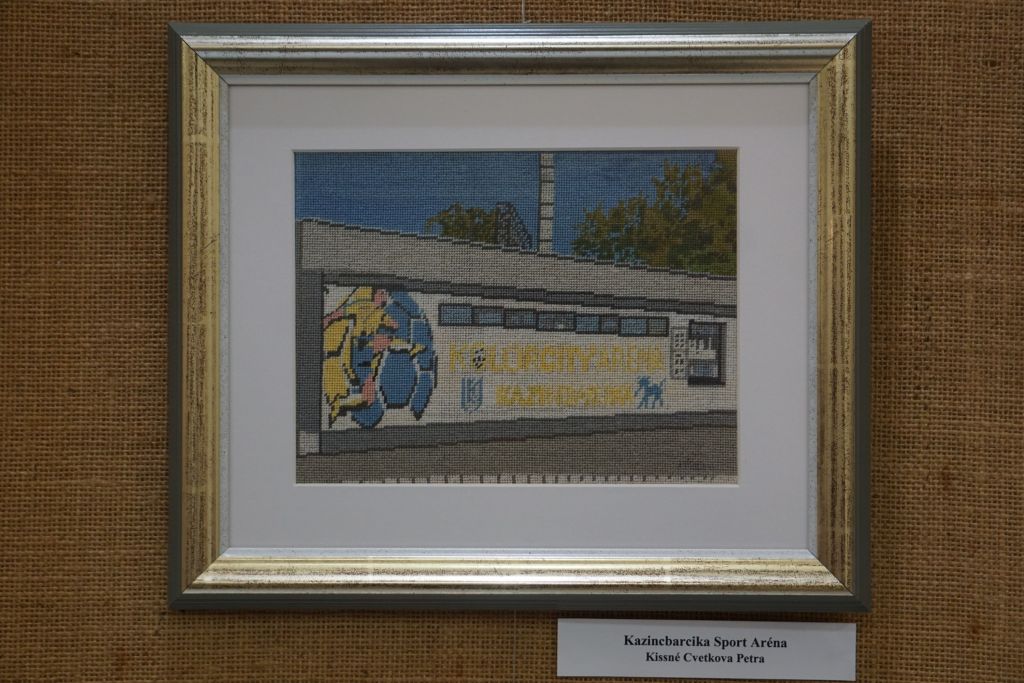 KOLORCITY ARÉNA
KAZINCBARCIKA
Kazincbarcika Sport Aréna
Kissné Cvetkova Petra